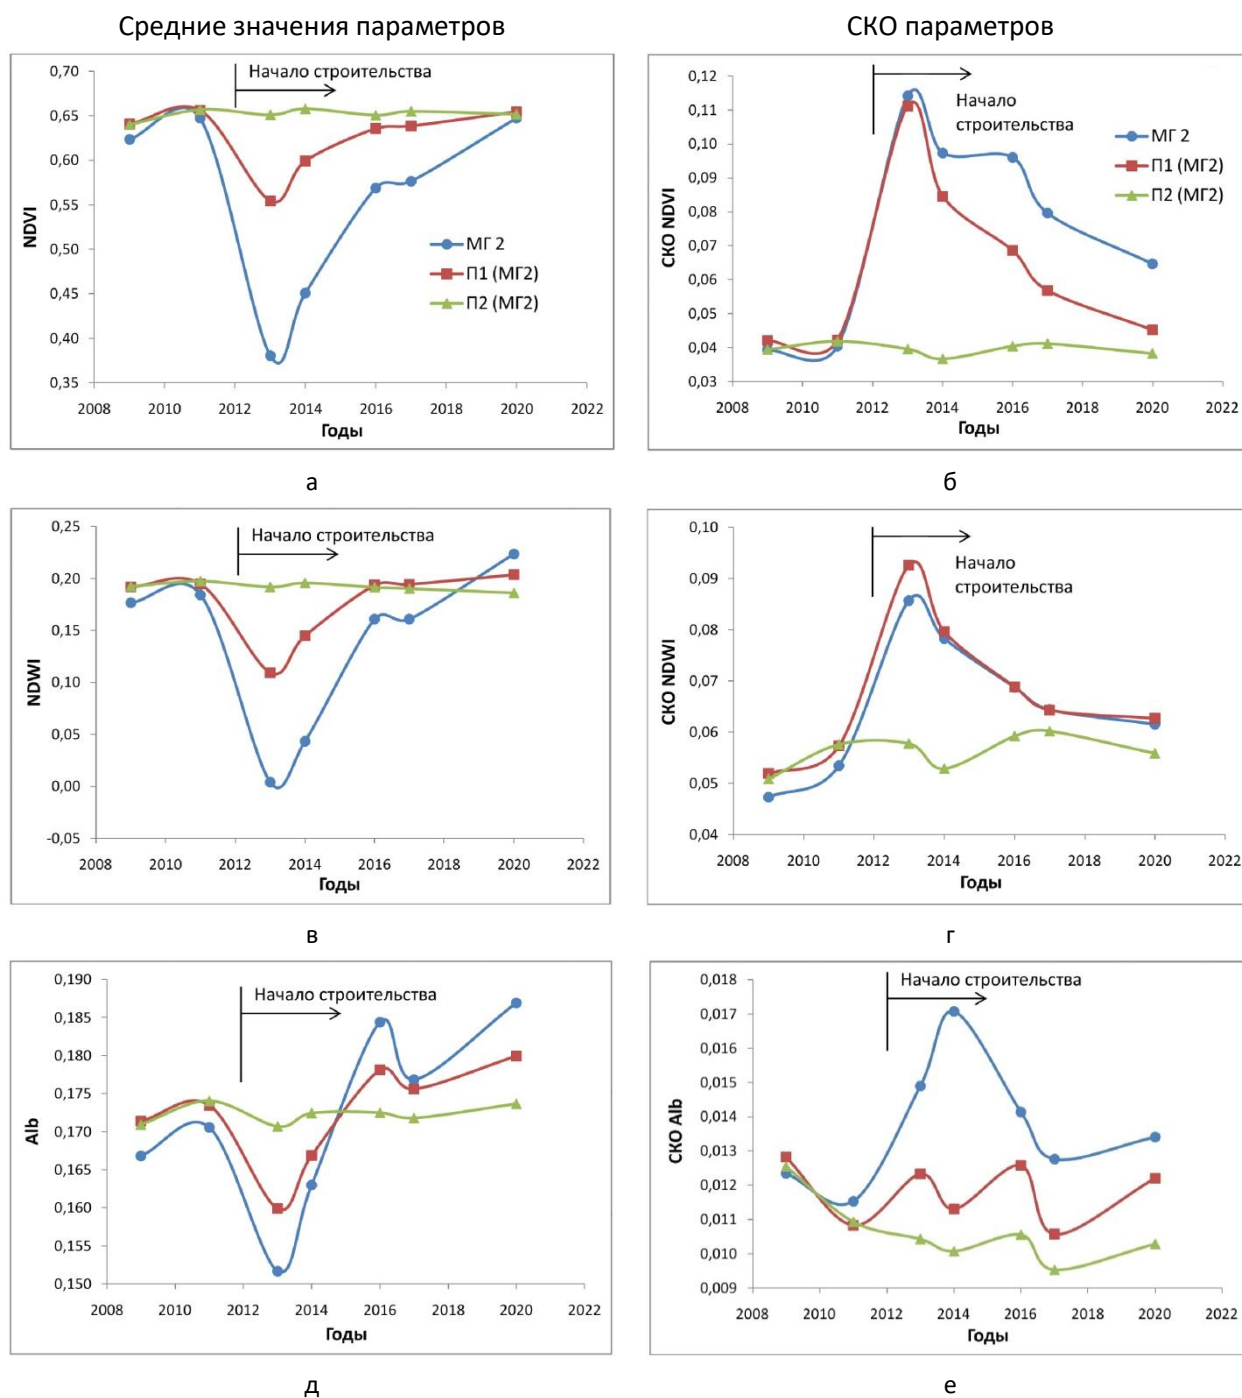 Средние значения параметров
СКО параметров
0,70
0,65
0,60
0,55
0,50
0,45
0,40
0,35
NDVI
Начало строительства
МГ 2
П1 (МГ2)
П2 (МГ2)
2008 2010 2012 2014 2016 2018 2020 2022
Годы
а
0,12
0,11
0,10
0,09
0,08
0,07
0,06
0,05
0,04
0,03
СКО NDVI
Начало
строительства
МГ 2
П1 (МГ2)
П2 (МГ2)
2008 2010 2012 2014 2016 2018 2020 2022
Годы
б
0,25
0,20
0,15
0,10
0,05
0,00
-0,05
NDWI
Начало строительства
2008 2010 2012 2014 2016 2018 2020 2022
Годы
в
0,10
0,09
0,08
0,07
0,06
0,05
0,04
СКО NDWI
Начало
строительства
2008 2010 2012 2014 2016 2018 2020 2022
Годы
г
0,190
0,185
0,180
0,175
0,170
0,165
0,160
0,155
0,150
Alb
Начало строительства
2008 2010 2012 2014 2016 2018 2020 2022
Годы
д
0,018
0,017
0,016
0,015
0,014
0,013
0,012
0,011
0,010
0,009
СКО Alb
Начало строительства
2008 2010 2012 2014 2016 2018 2020 2022
Годы
е